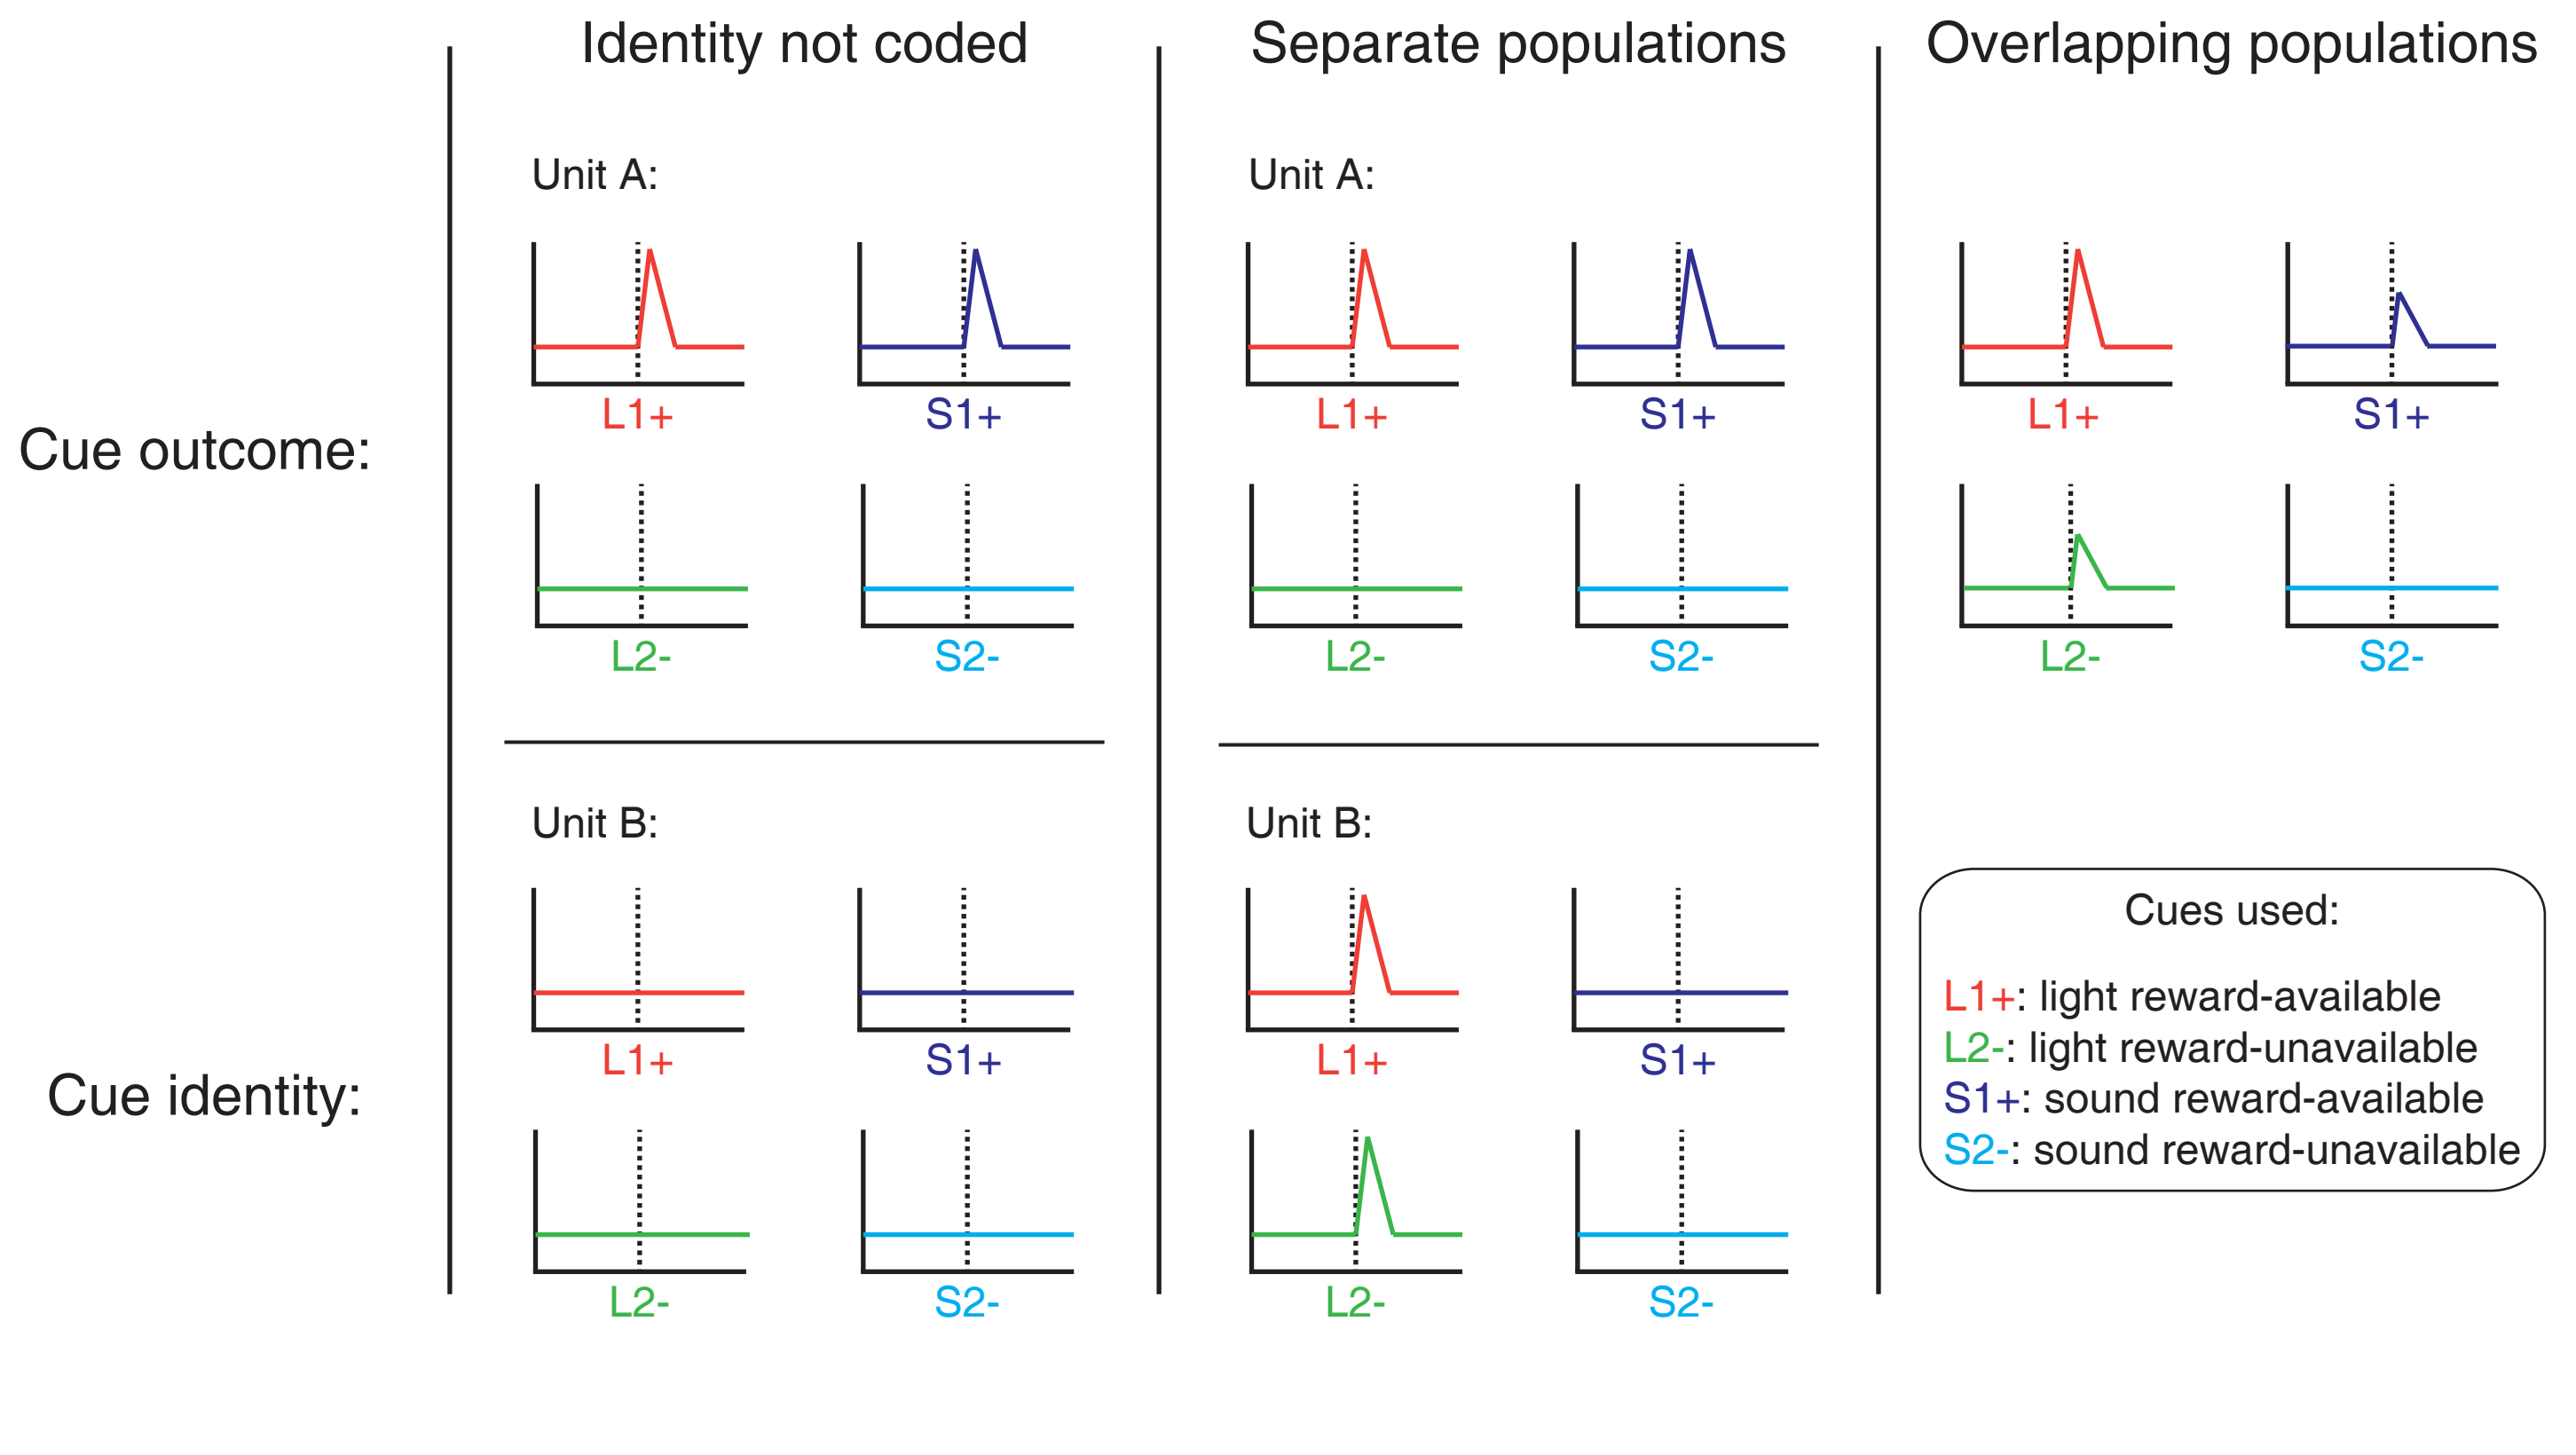 Identity not coded
Separate populations
Overlapping populations
Unit A:
Unit A:
L1+
S1+
L1+
S1+
L1+
S1+
Cue outcome:
L2-
S2-
L2-
S2-
L2-
S2-
Unit B:
Unit B:
L1+
S1+
L1+
S1+
Cue identity:
L2-
S2-
L2-
S2-
Cues used:
L1+: light reward-available
L2-: light reward-unavailable
S1+: sound reward-available
S2-: sound reward-unavailable